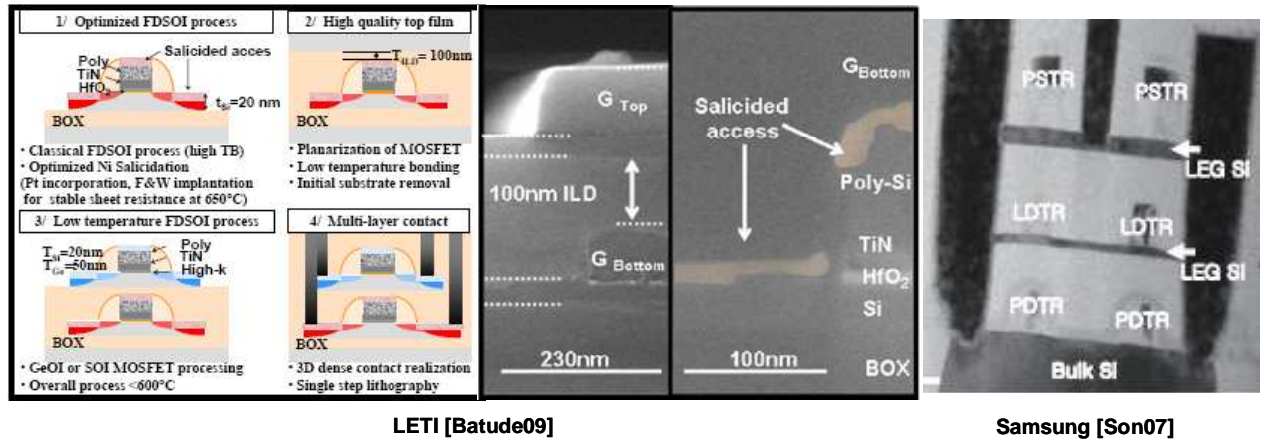 1/ Optimized FDSOI process
Salicided acces
Poly
TiN
HfO₂
tSi=20 nm
BOX
• Classical FDSOI process (high TB)
• Optimized Ni Salicidation
(Pt incorporation, F&W implantation
for stable sheet resistance at 650°C)
2/ High quality top film
TILD= 100nm
BOX
• Planarization of MOSFET
• Low temperature bonding
• Initial substrate removal
3/ Low temperature FDSOI process
TSi=20nm
TGe=50nm
Poly
TiN
High-k
BOX
• GeOI or SOI MOSFET processing
• Overall process <600°C
4/ Multi-layer contact
BOX
• 3D dense contact realization
• Single step lithography
G Top
100nm ILD
G Bottom
230nm
GBottom
Salicided
access
Poly-Si
TiN
HfO₂
Si
100nm
BOX
PSTR
PSTR
LEG Si
LDTR
LDTR
LEG Si
PDTR
PDTR
Bulk Si
LETI [Batude09]
Samsung [Son07]